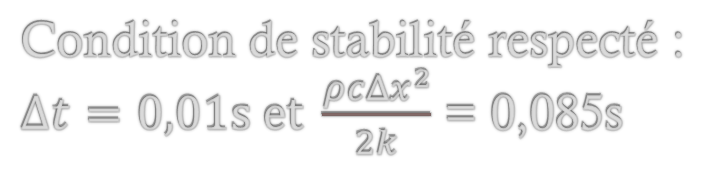 Condition de stabilité respecté :
Δt = 0,01s et ρcΔx²/2k = 0,085s